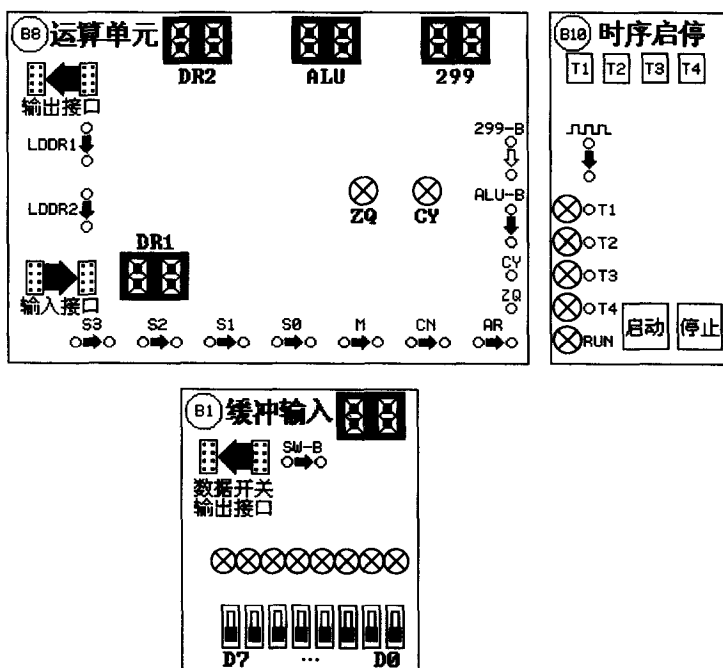 B8 运算单元
DR2 ALU 299
输出接口
LDDR1
299-B
LDDR2
ZQ CY
ALU-B
DR1
CY
输入接口
ZQ
S3 S2 S1 S0 M CN AR
B10 时序启停
T1 T2 T3 T4
T1
T2
T3
T4
RUN
启动 停止
B1 缓冲输入
SW-B
数据开关
输出接口
D7 ... D0